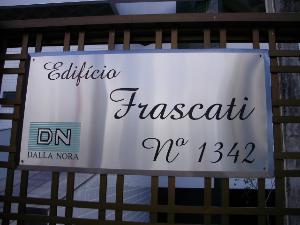 Edifício
Frascati
Nº 1342
DN
DALLA NORA